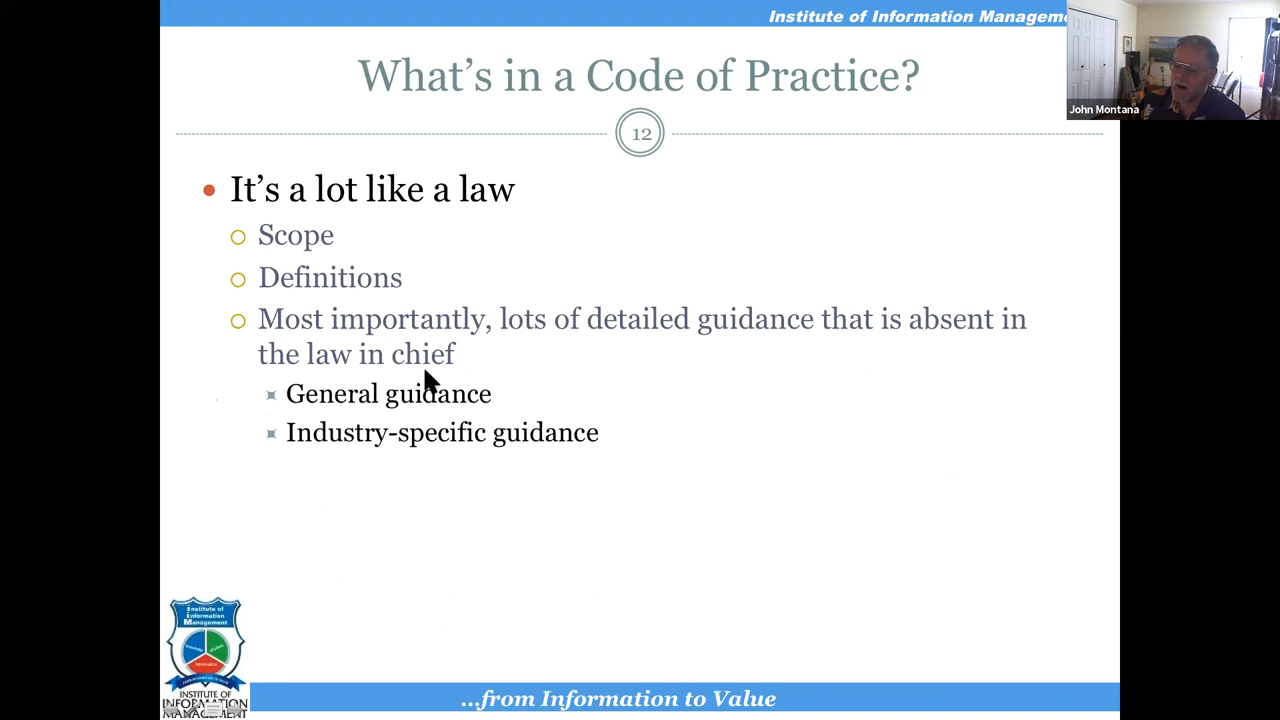 Institute of Information Managem
John Montana
What's in a Code of Practice?
12
It's a lot like a law
Scope
Definitions
Most importantly, lots of detailed guidance that is absent in
the law in chief
General guidance
Industry-specific guidance
Institute of
Information
Management
INSTITUTE OF
INFORMATION
MANAGEMENT
...from Information to Value